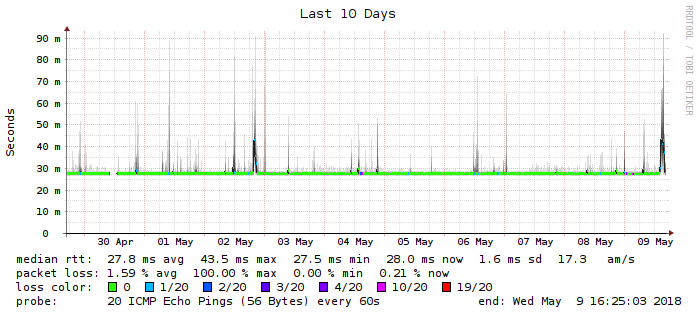 Last 10 Days
RRDTOOL / TOBI OETIKER
Seconds
90 m
80 m
70 m
60 m
50 m
40 m
30 m
20 m
10 m
0
30 Apr 01 May 02 May 03 May 04 May 05 May 06 May 07 May 08 May 09 May
median rtt: 27.8 ms avg 43.5 ms max 27.5 ms min 28.0 ms now 1.6 ms sd 17.3 am/s
packet loss: 1.59 % avg 100.00 % max 0.00 % min 0.21 % now
loss color: 0 1/20 2/20 3/20 4/20 10/20 19/20
probe: 20 ICMP Echo Pings (56 Bytes) every 60s end: Wed May 9 16:25:03 2018